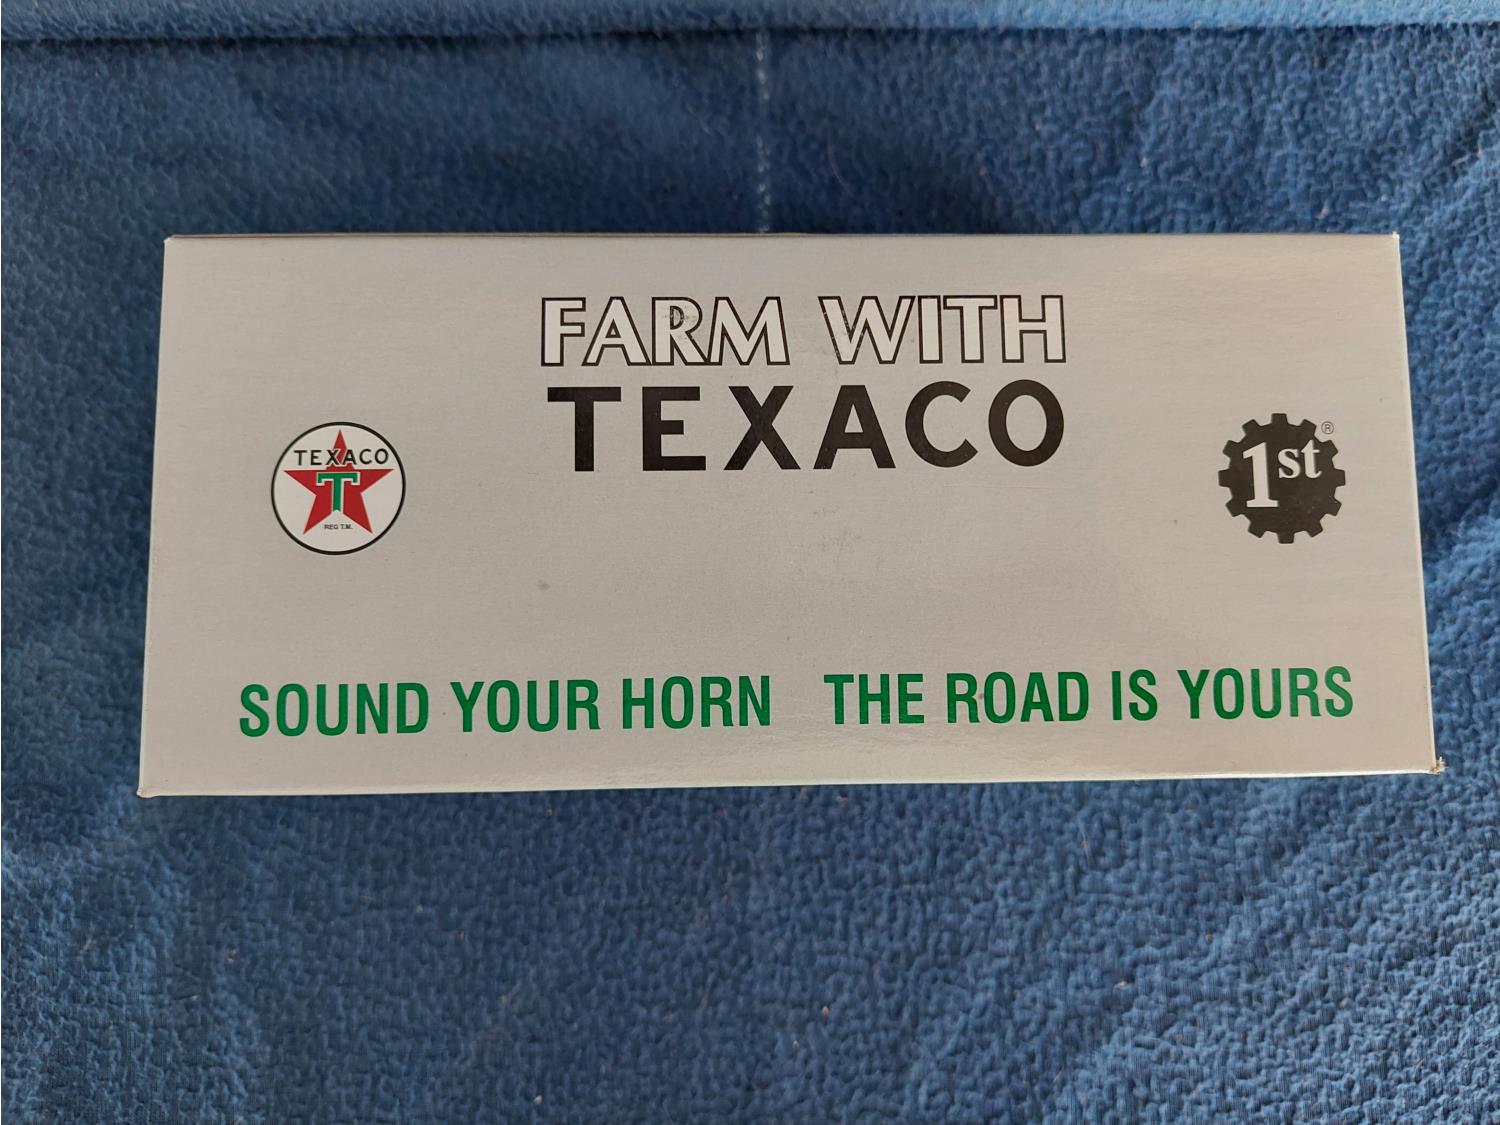 FARM WITH
TEXACO
TEXACO
T
REG T.M.
1st
®
SOUND YOUR HORN THE ROAD IS YOURS